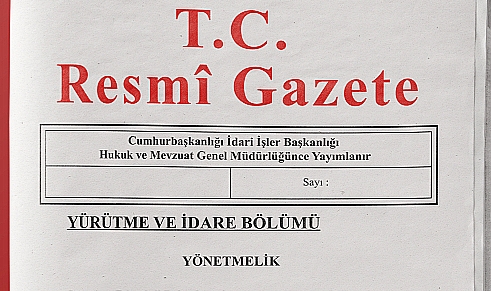 T.C.
Resmî Gazete
Cumhurbaşkanlığı İdari İşler Başkanlığı
Hukuk ve Mevzuat Genel Müdürlüğünce Yayımlanır
Sayı :
YÜRÜTME VE İDARE BÖLÜMÜ
YÖNETMELİK